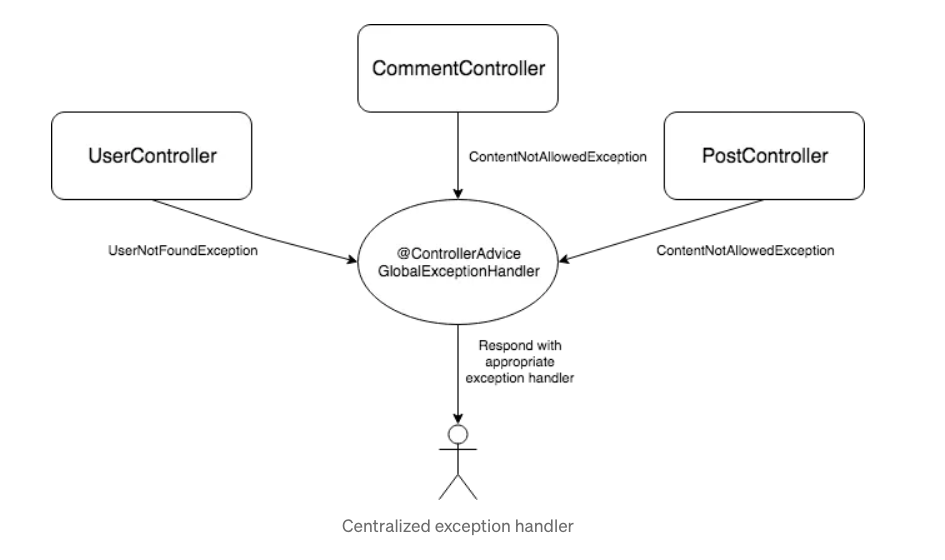 CommentController
UserController
PostController
ContentNotAllowedException
UserNotFoundException
ContentNotAllowedException
@ControllerAdvice
GlobalExceptionHandler
Respond with
appropriate
exception handler
Centralized exception handler